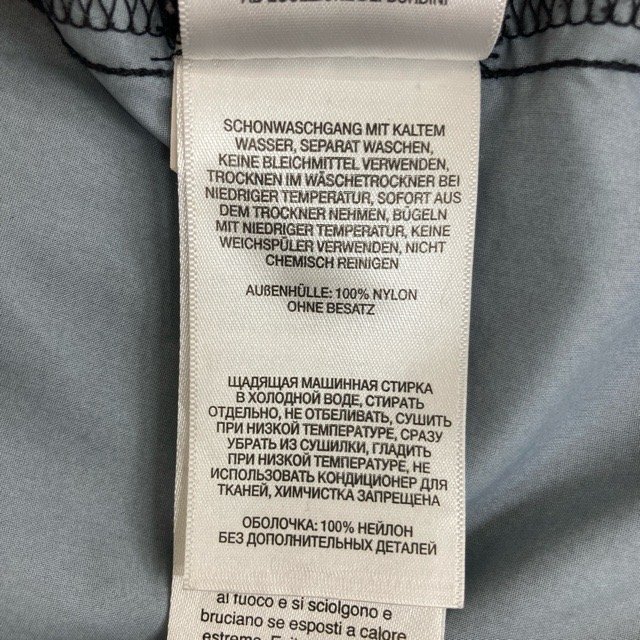 SCHONWASCHGANG MIT KALTEM
WASSER, SEPARAT WASCHEN,
KEINE BLEICHMITTEL VERWENDEN,
TROCKNEN IM WÄSCHETROCKNER BEI
NIEDRIGER TEMPERATUR, SOFORT AUS
DEM TROCKNER NEHMEN, BÜGELN
MIT NIEDRIGER TEMPERATUR, KEINE
WEICHSPÜLER VERWENDEN, NICHT
CHEMISCH REINIGEN
AUßENHÜLLE: 100% NYLON
OHNE BESATZ
ЩАДЯЩАЯ МАШИННАЯ СТИРКА
В ХОЛОДНОЙ ВОДЕ, СТИРАТЬ
ОТДЕЛЬНО, НЕ ОТБЕЛИВАТЬ, СУШИТЬ
ПРИ НИЗКОЙ ТЕМПЕРАТУРЕ, СРАЗУ
УБРАТЬ ИЗ СУШИЛКИ, ГЛАДИТЬ
ПРИ НИЗКОЙ ТЕМПЕРАТУРЕ, НЕ
ИСПОЛЬЗОВАТЬ КОНДИЦИОНЕР ДЛЯ
ТКАНЕЙ, ХИМЧИСТКА ЗАПРЕЩЕНА
ОБОЛОЧКА: 100% НЕЙЛОН
БЕЗ ДОПОЛНИТЕЛЬНЫХ ДЕТАЛЕЙ
al fuoco e si sciolgono e
bruciano se esposti a calore